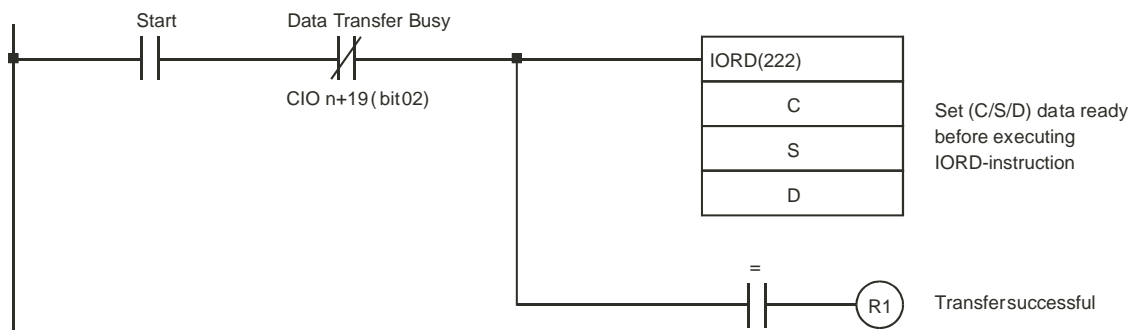 Start
Data Transfer Busy
CIO n+19 (bit02)
IORD(222)
C
S
D
Set (C/S/D) data ready
before executing
IORD-instruction
=
R1
Transfersuccessful